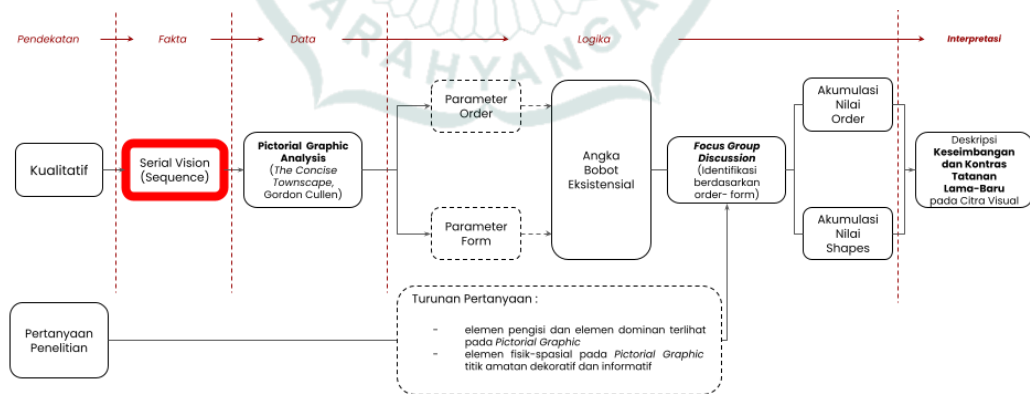 ARAHYANGA
Pendekatan
Fakta
Data
Logika
Interpretasi
Kualitatif
Serial Vision
(Sequence)
Pictorial Graphic
Analysis
(The Concise
Townscape,
Gordon Cullen)
Parameter
Order
Parameter
Form
Angka
Bobot
Eksistensial
Focus Group
Discussion
(Identifikasi
berdasarkan
order- form)
Akumulasi
Nilai
Order
Akumulasi
Nilai
Shapes
Deskripsi
Keseimbangan
dan Kontras
Tatanan
Lama-Baru
pada Citra Visual
Pertanyaan
Penelitian
Turunan Pertanyaan :
- elemen pengisi dan elemen dominan terlihat
pada Pictorial Graphic
- elemen fisik-spasial pada Pictorial Graphic
titik amatan dekoratif dan informatif